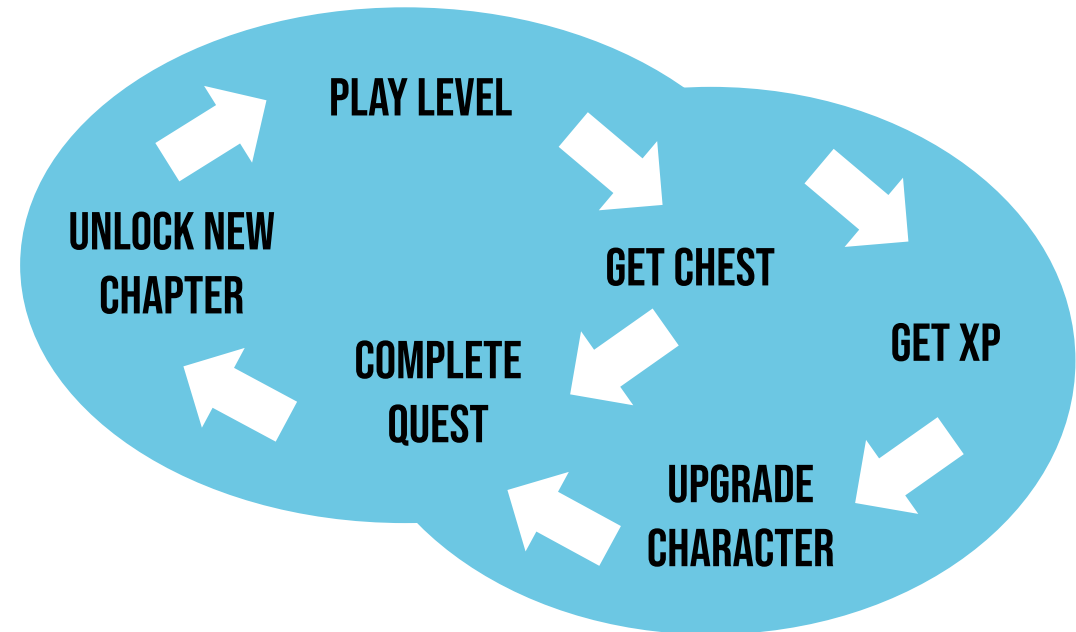 PLAY LEVEL
UNLOCK NEW
CHAPTER
GET CHEST
GET XP
COMPLETE
QUEST
UPGRADE
CHARACTER